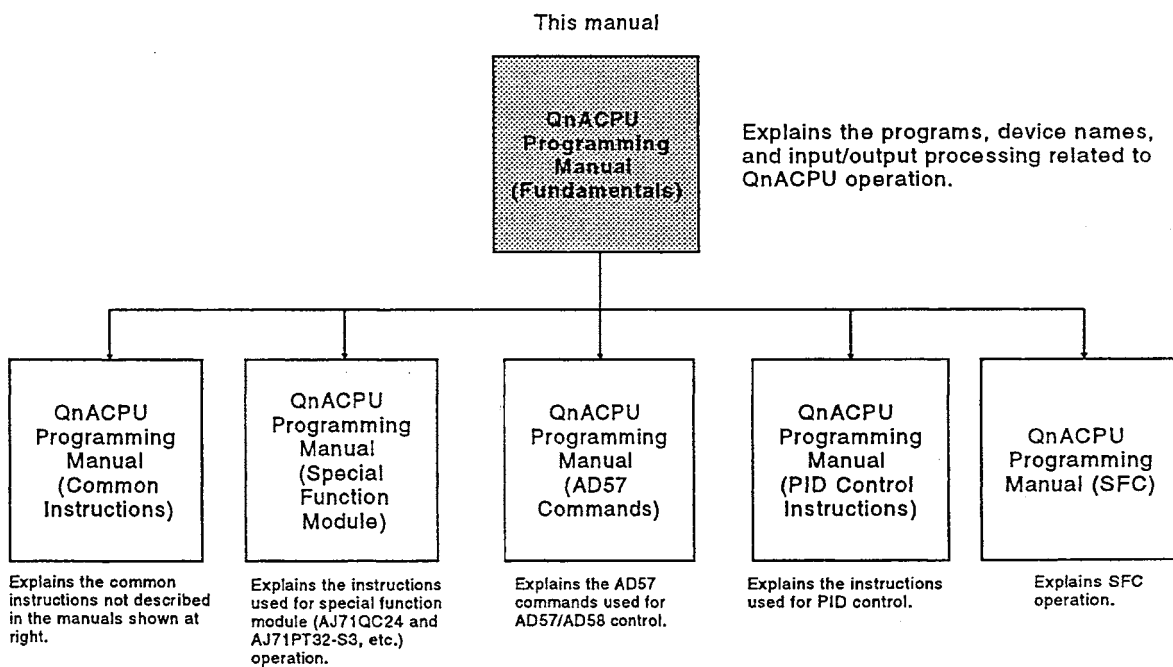 This manual
QnACPU
Programming
Manual
(Fundamentals)
Explains the programs, device names,
and input/output processing related to
QnACPU operation.
QnACPU
Programming
Manual
(Common
Instructions)
Explains the common
instructions not described
in the manuals shown at
right.
QnACPU
Programming
Manual
(Special
Function
Module)
Explains the instructions
used for special function
module (AJ71QC24 and
AJ71PT32-S3, etc.)
operation.
QnACPU
Programming
Manual
(AD57
Commands)
Explains the AD57
commands used for
AD57/AD58 control.
QnACPU
Programming
Manual
(PID Control
Instructions)
Explains the instructions
used for PID control.
QnACPU
Programming
Manual (SFC)
Explains SFC
operation.